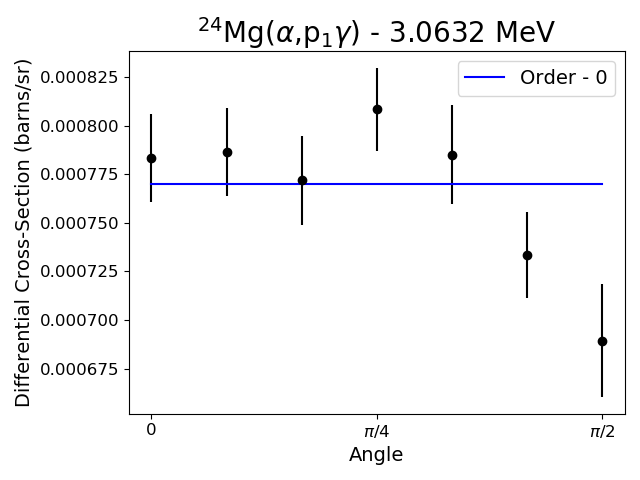 ²⁴Mg(α,p₁γ) - 3.0632 MeV
Order - 0
Differential Cross-Section (barns/sr)
0.000825
0.000800
0.000775
0.000750
0.000725
0.000700
0.000675
0
π/4
π/2
Angle